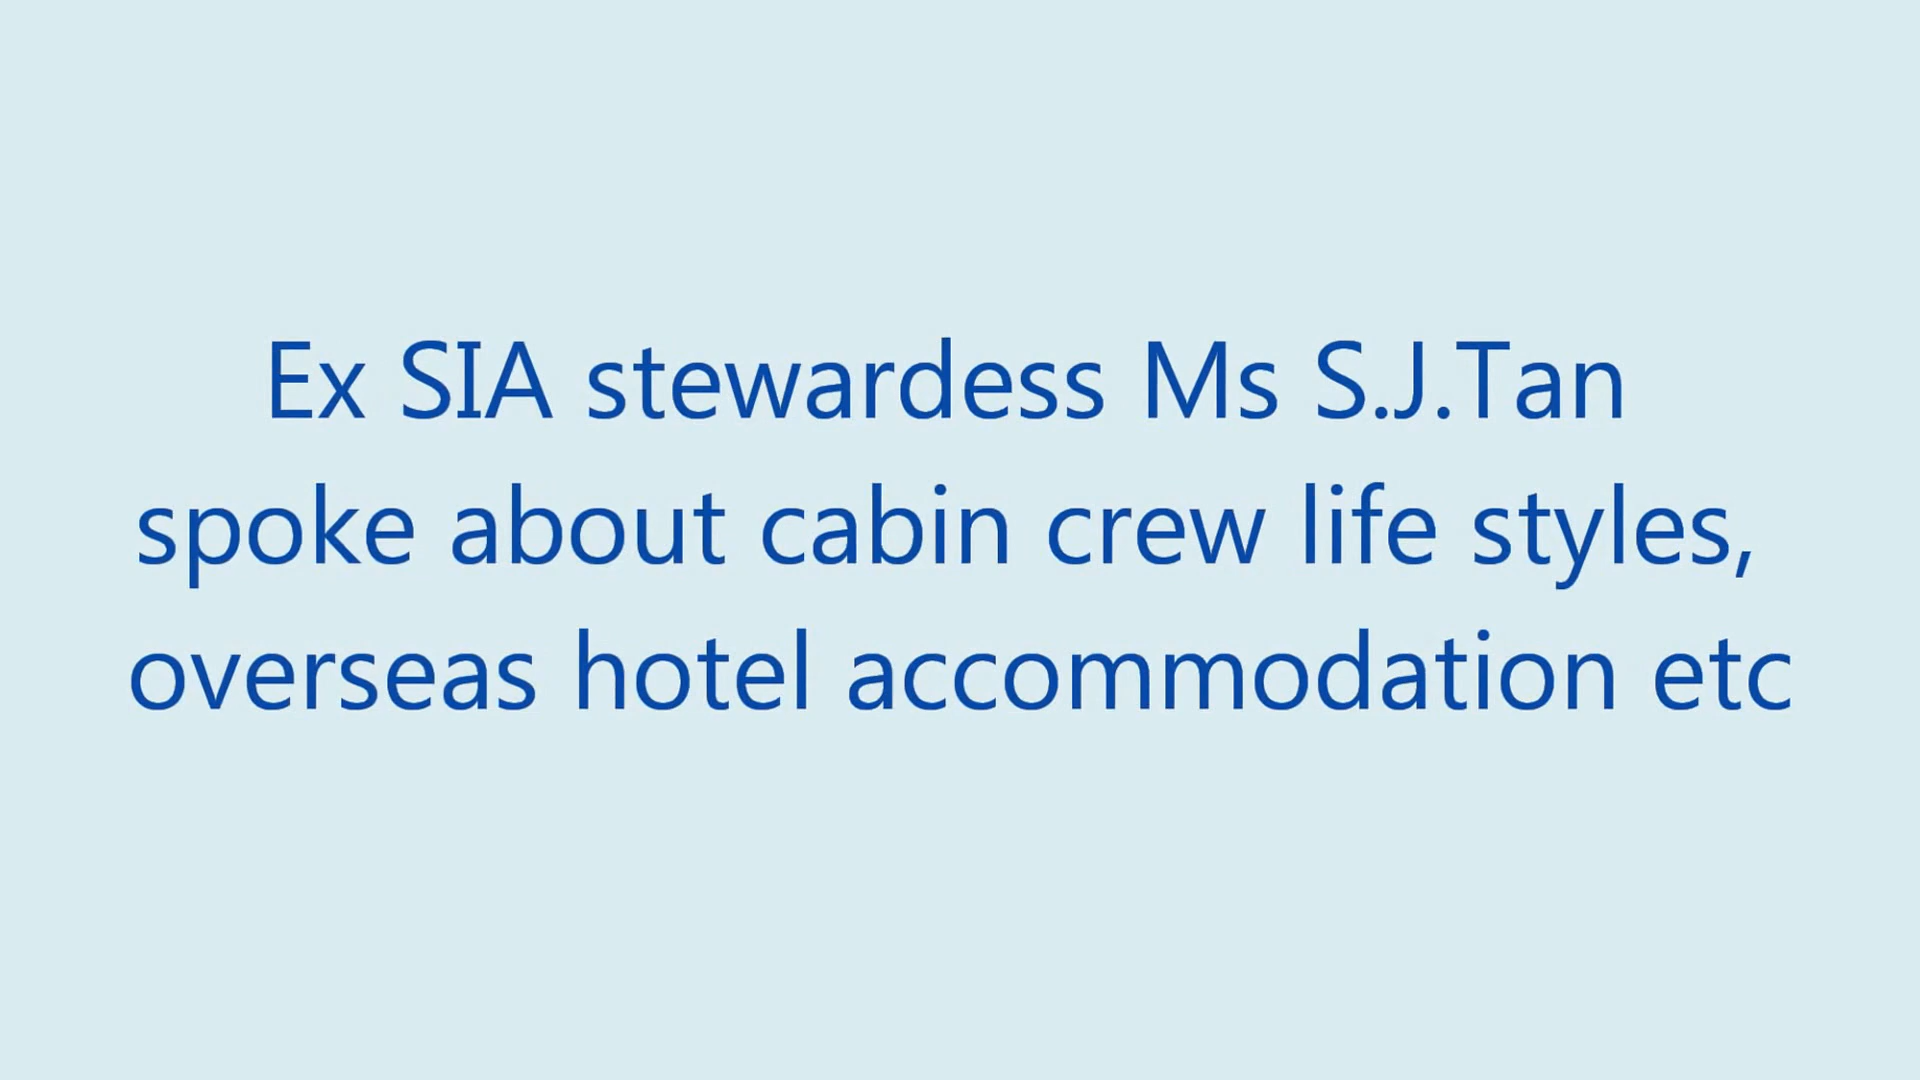 Ex SIA stewardess Ms S.J.Tan
spoke about cabin crew life styles,
overseas hotel accommodation etc